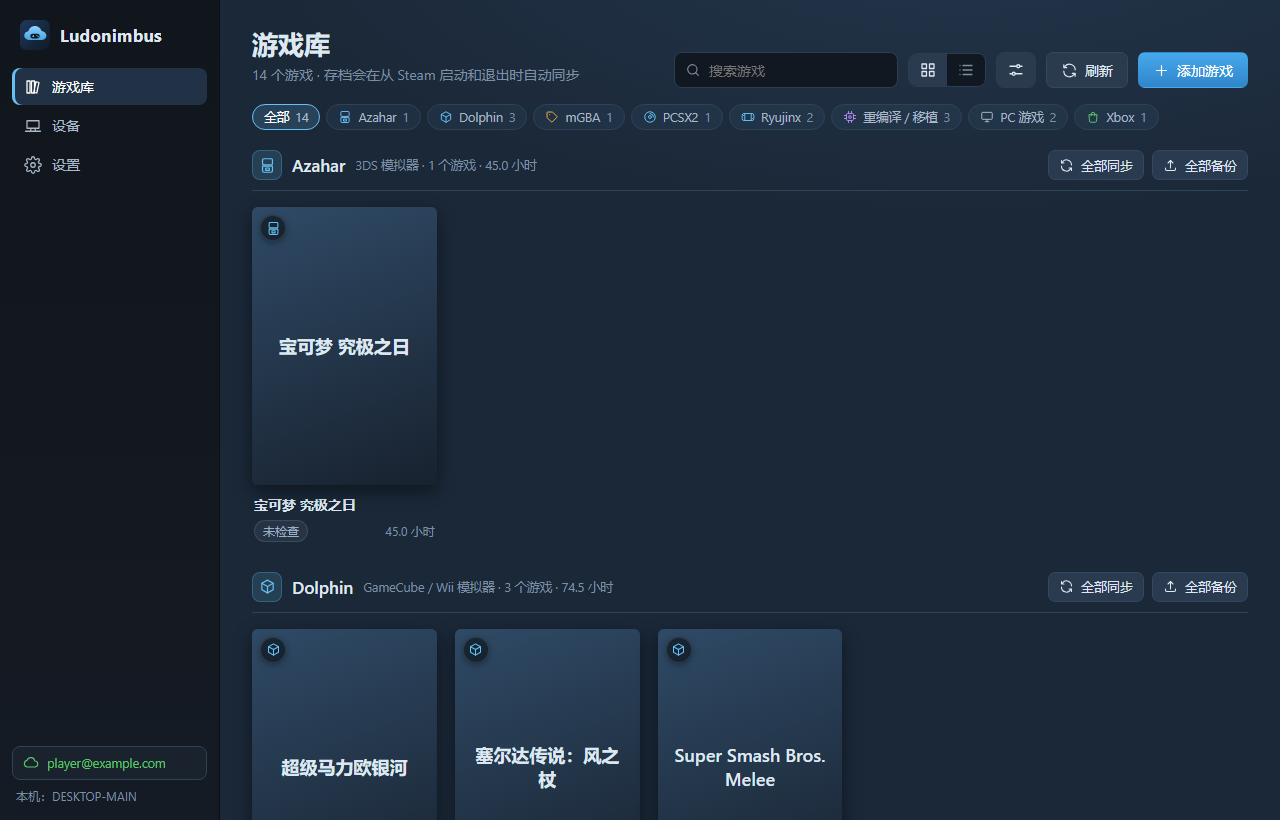 Ludonimbus
游戏库
设备
设置
player@example.com
本机：DESKTOP-MAIN
游戏库
14 个游戏 · 存档会在从 Steam 启动和退出时自动同步
搜索游戏
刷新
添加游戏
全部 14
Azahar 1
Dolphin 3
mGBA 1
PCSX2 1
Ryujinx 2
重编译 / 移植 3
PC 游戏 2
Xbox 1
Azahar 3DS 模拟器 · 1 个游戏 · 45.0 小时
全部同步
全部备份
宝可梦 究极之日
宝可梦 究极之日
未检查
45.0 小时
Dolphin GameCube / Wii 模拟器 · 3 个游戏 · 74.5 小时
全部同步
全部备份
超级马力欧银河
塞尔达传说：风之
杖
Super Smash Bros.
Melee